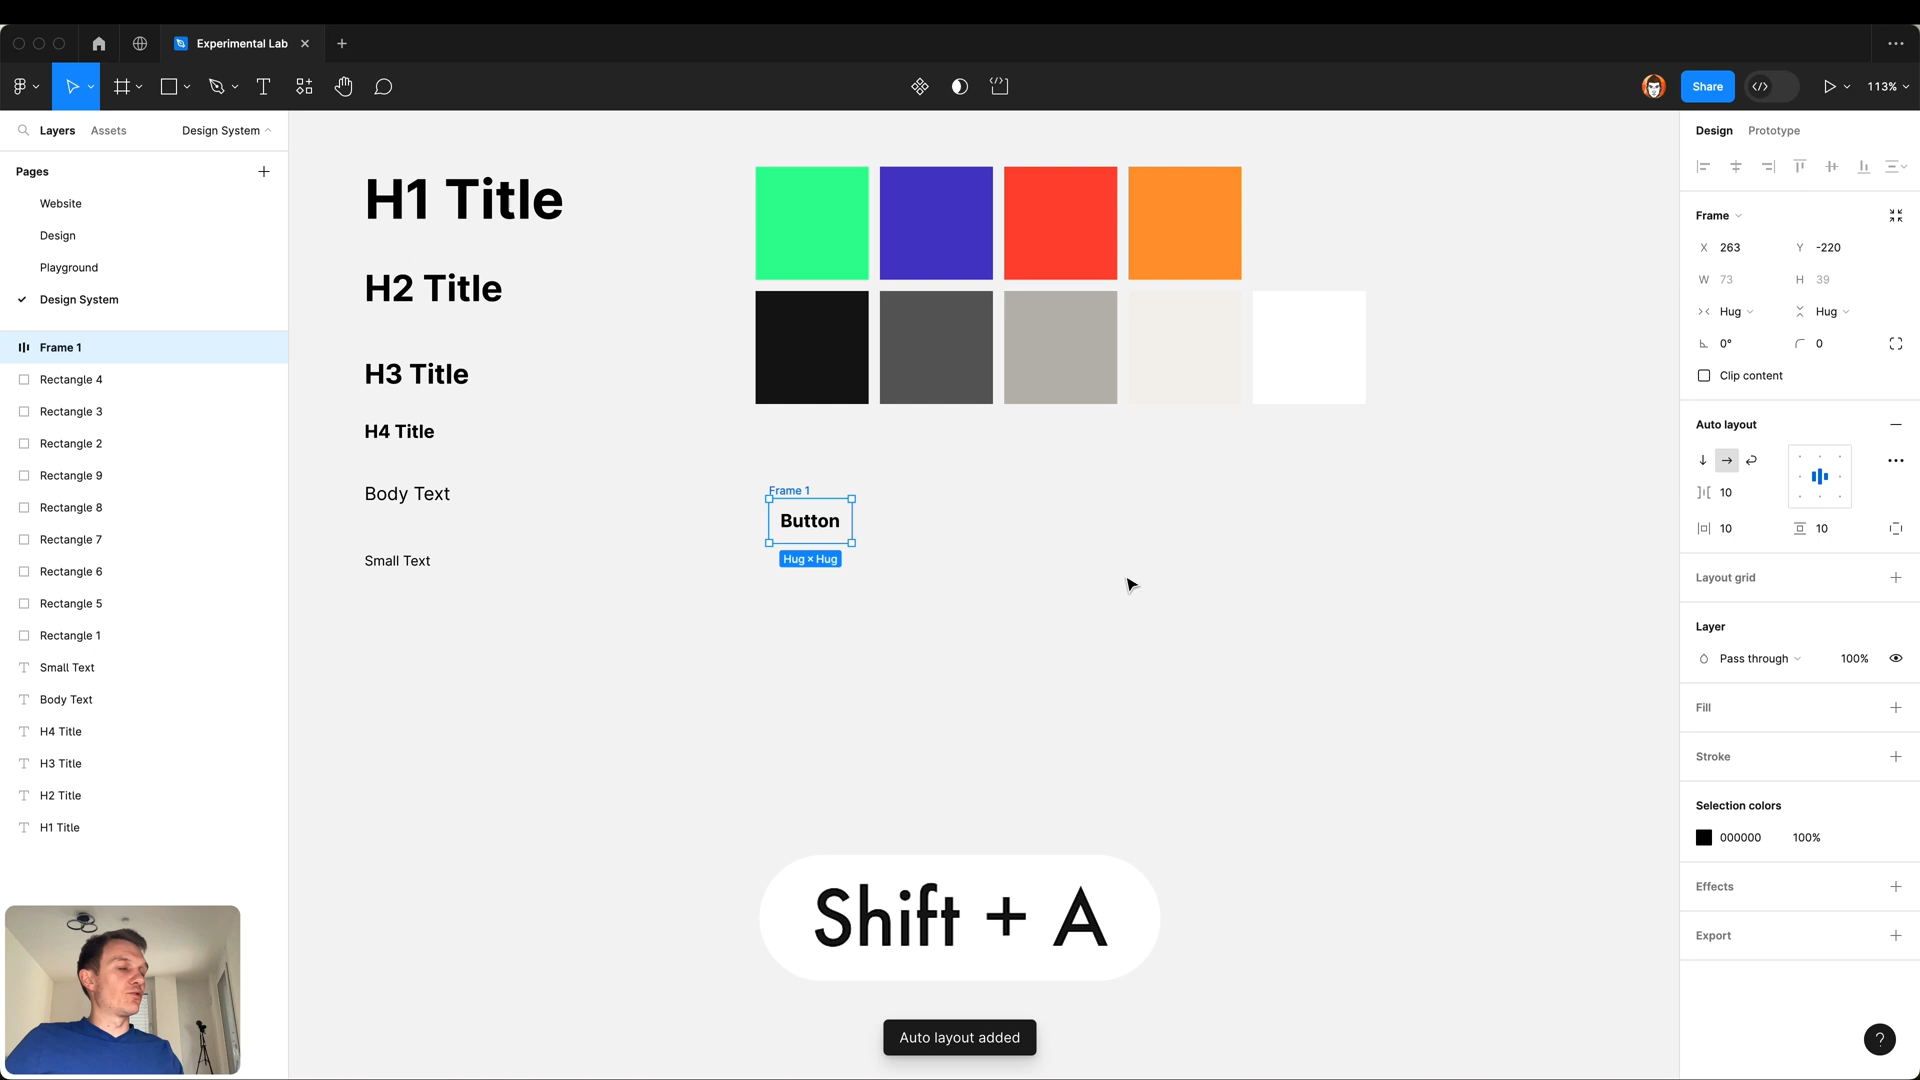 Experimental Lab
Share
113%
Layers
Assets
Design System
Pages
Website
Design
Playground
Design System
Frame 1
Rectangle 4
Rectangle 3
Rectangle 2
Rectangle 9
Rectangle 8
Rectangle 7
Rectangle 6
Rectangle 5
Rectangle 1
Small Text
Body Text
H4 Title
H3 Title
H2 Title
H1 Title
H1 Title
H2 Title
H3 Title
H4 Title
Body Text
Small Text
Frame 1
Button
Hug × Hug
Shift + A
Auto layout added
Design
Prototype
Frame
X 263 Y -220
W 73 H 39
Hug Hug
0° 0
Clip content
Auto layout
10
10 10
Layout grid
Layer
Pass through 100%
Fill
Stroke
Selection colors
000000 100%
Effects
Export
?